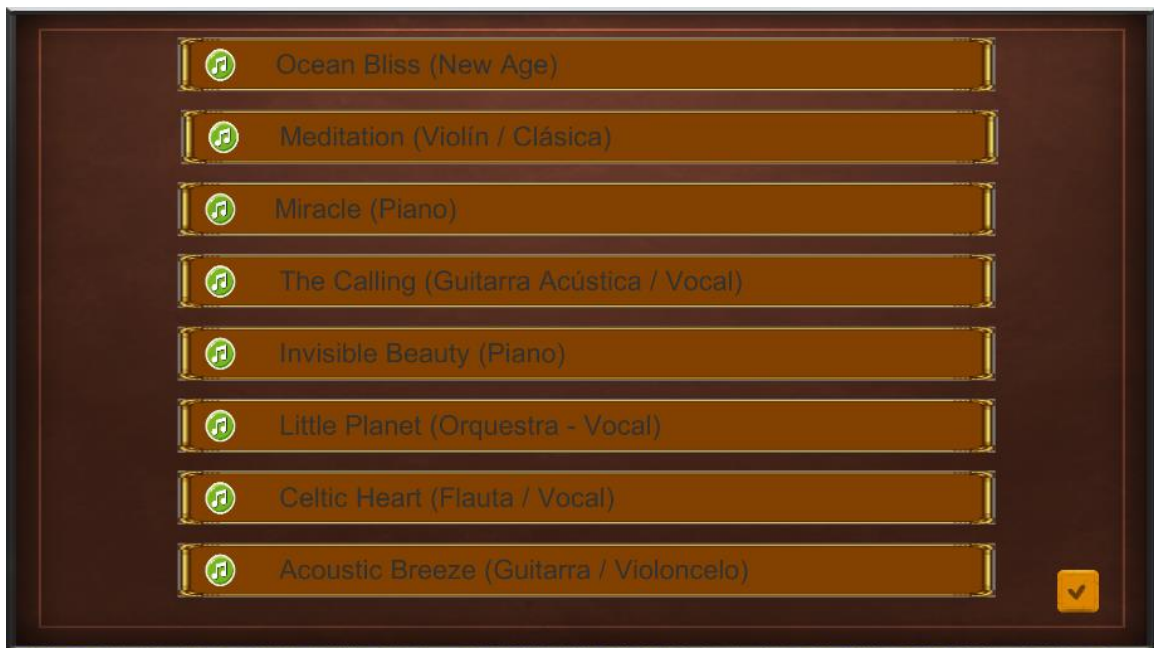 Ocean Bliss (New Age)
Meditation (Violín / Clásica)
Miracle (Piano)
The Calling (Guitarra Acústica / Vocal)
Invisible Beauty (Piano)
Little Planet (Orquestra - Vocal)
Celtic Heart (Flauta / Vocal)
Acoustic Breeze (Guitarra / Violoncelo)